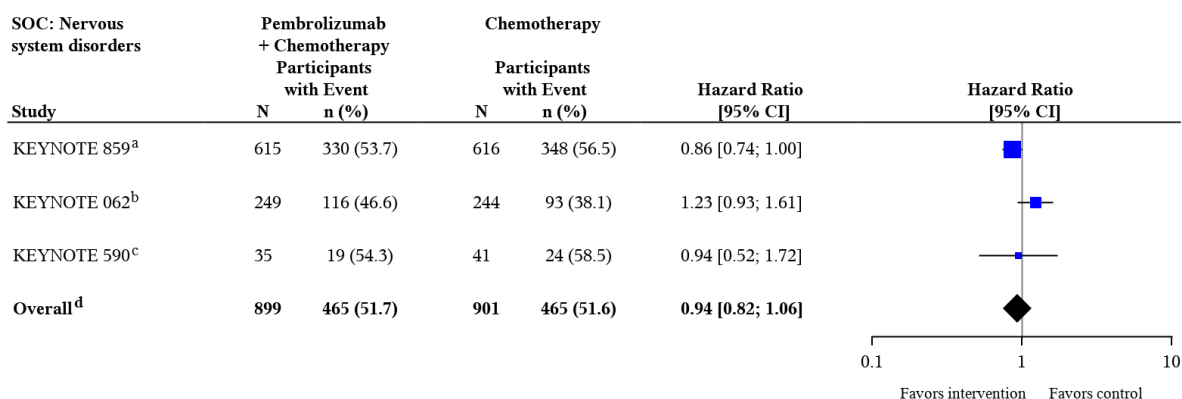 SOC: Nervous Pembrolizumab Chemotherapy
system disorders + Chemotherapy
Participants Participants
with Event with Event Hazard Ratio Hazard Ratio
Study N n (%) N n (%) [95% CI] [95% CI]
KEYNOTE 859a 615 330 (53.7) 616 348 (56.5) 0.86 [0.74; 1.00]
KEYNOTE 062b 249 116 (46.6) 244 93 (38.1) 1.23 [0.93; 1.61]
KEYNOTE 590c 35 19 (54.3) 41 24 (58.5) 0.94 [0.52; 1.72]
Overalld 899 465 (51.7) 901 465 (51.6) 0.94 [0.82; 1.06]
0.1 1 10
Favors intervention Favors control